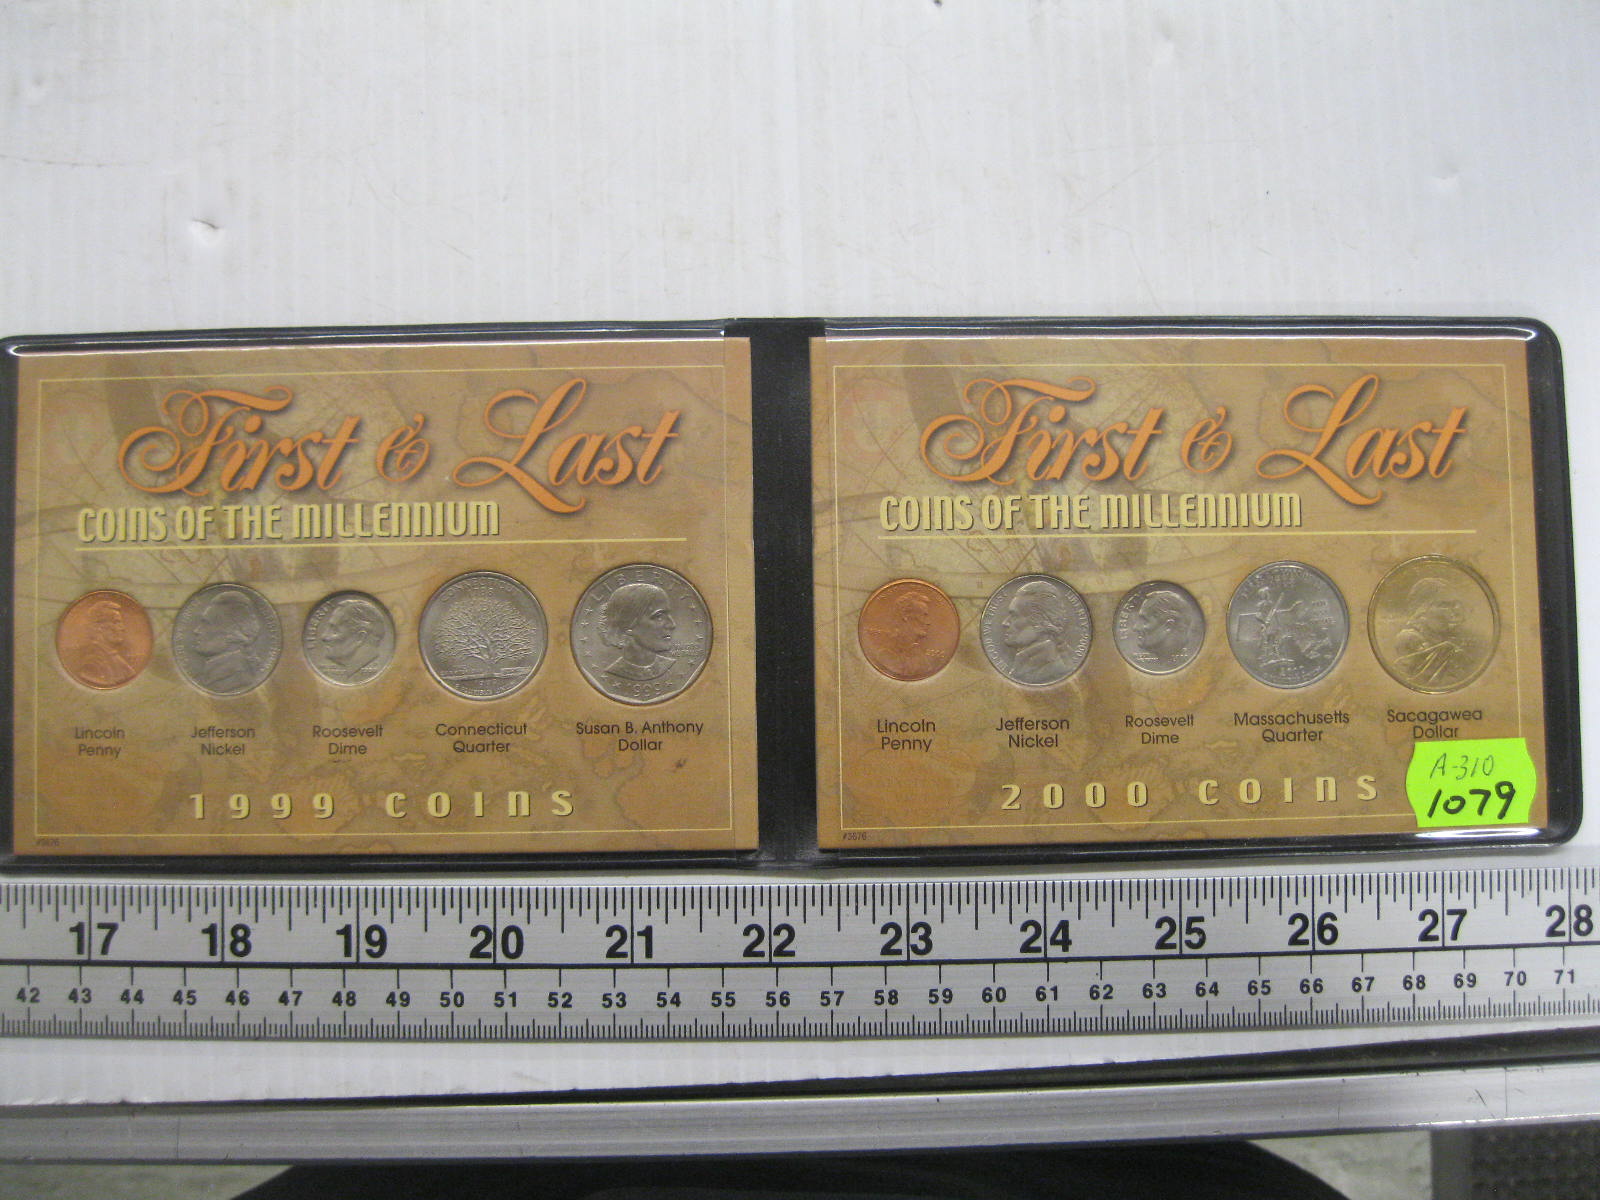 First & Last
COINS OF THE MILLENNIUM
LIBERTY
1999
Lincoln Penny
Jefferson Nickel
Roosevelt Dime
Connecticut Quarter
Susan B. Anthony Dollar
1999 COINS
#3676
First & Last
COINS OF THE MILLENNIUM
Lincoln Penny
Jefferson Nickel
Roosevelt Dime
Massachusetts Quarter
Sacagawea Dollar
2000 COINS
#3676
A-310
1079
17 18 19 20 21 22 23 24 25 26 27 28
42 43 44 45 46 47 48 49 50 51 52 53 54 55 56 57 58 59 60 61 62 63 64 65 66 67 68 69 70 71